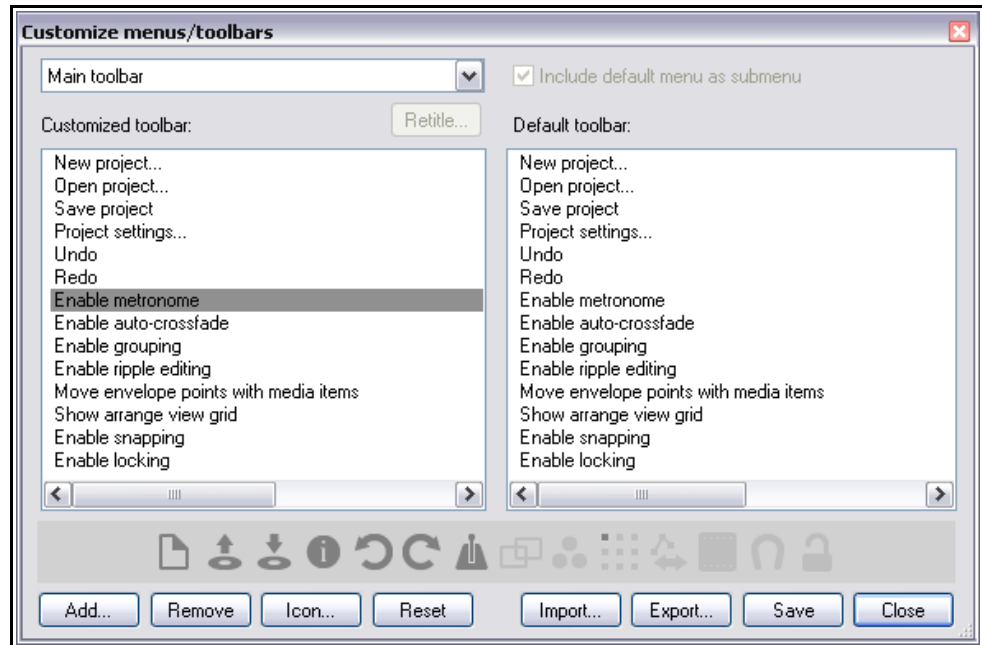 Customize menus/toolbars
Main toolbar
Include default menu as submenu
Customized toolbar:
Retitle...
Default toolbar:
New project...
Open project...
Save project
Project settings...
Undo
Redo
Enable metronome
Enable auto-crossfade
Enable grouping
Enable ripple editing
Move envelope points with media items
Show arrange view grid
Enable snapping
Enable locking
New project...
Open project...
Save project
Project settings...
Undo
Redo
Enable metronome
Enable auto-crossfade
Enable grouping
Enable ripple editing
Move envelope points with media items
Show arrange view grid
Enable snapping
Enable locking
Add...
Remove
Icon...
Reset
Import...
Export...
Save
Close